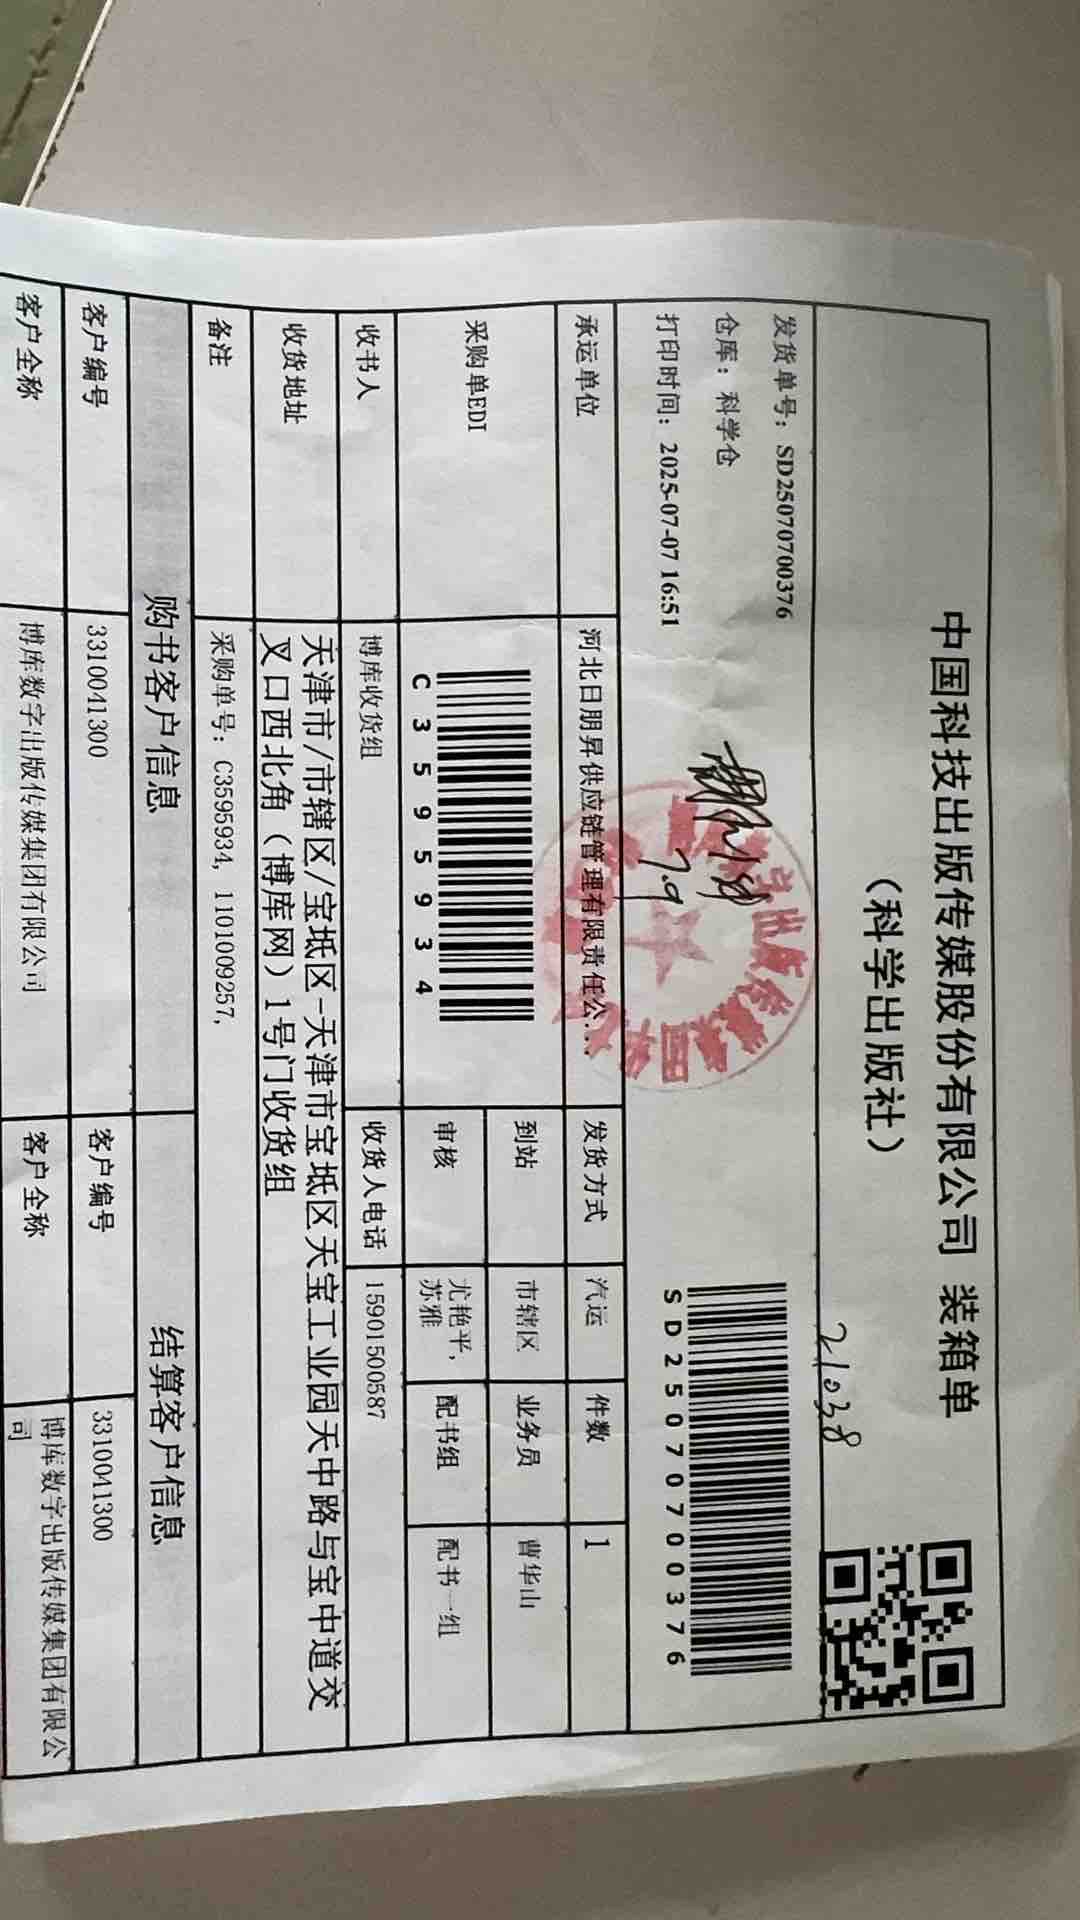 中国科技出版传媒股份有限公司 装箱单
（科学出版社）
21038
发货单号: SD25070700376
仓库: 科学仓
打印时间: 2025-07-07 16:51
7.9
SD25070700376
承运单位 河北日朋昇供应链管理有限责任公... 发货方式 汽运 件数 1
采购单EDI C3595934 到站 市辖区 业务员 曹华山
审核 尤艳平, 苏雅 配书组 配书一组
收书人 博库收货组 收货人电话 15901500587
收货地址 天津市/市辖区/宝坻区-天津市宝坻区天宝工业园天中路与宝中道交
叉口西北角（博库网）1号门收货组
备注 采购单号: C3595934, 1101009257,
购书客户信息 结算客户信息
客户编号 3310041300 客户编号 3310041300
客户全称 博库数字出版传媒集团有限公司 客户全称 博库数字出版传媒集团有限公
司